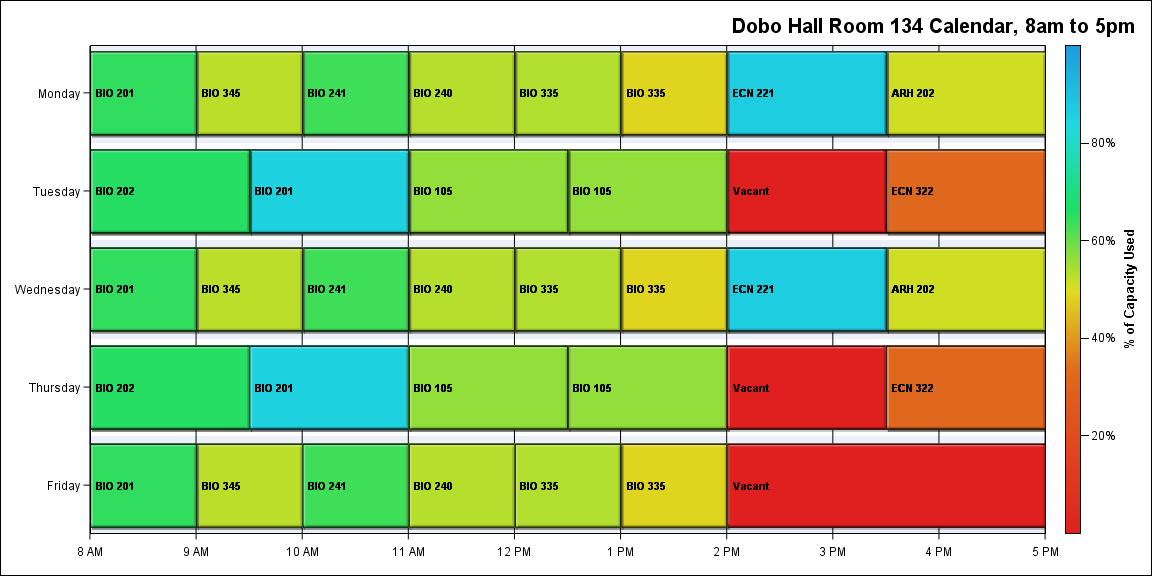 Dobo Hall Room 134 Calendar, 8am to 5pm
Monday
BIO 201 BIO 345 BIO 241 BIO 240 BIO 335 BIO 335 ECN 221 ARH 202
Tuesday
BIO 202 BIO 201 BIO 105 BIO 105 Vacant ECN 322
Wednesday
BIO 201 BIO 345 BIO 241 BIO 240 BIO 335 BIO 335 ECN 221 ARH 202
Thursday
BIO 202 BIO 201 BIO 105 BIO 105 Vacant ECN 322
Friday
BIO 201 BIO 345 BIO 241 BIO 240 BIO 335 BIO 335 Vacant
8 AM 9 AM 10 AM 11 AM 12 PM 1 PM 2 PM 3 PM 4 PM 5 PM
80%
60%
40%
20%
% of Capacity Used